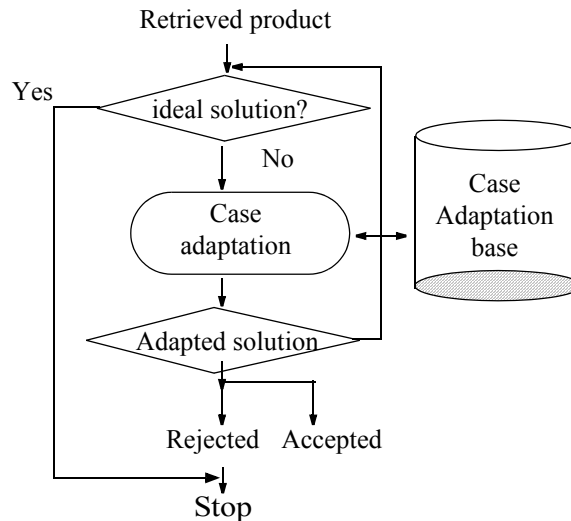 Retrieved product
Yes
ideal solution?
No
Case
adaptation
Case
Adaptation
base
Adapted solution
Rejected
Accepted
Stop